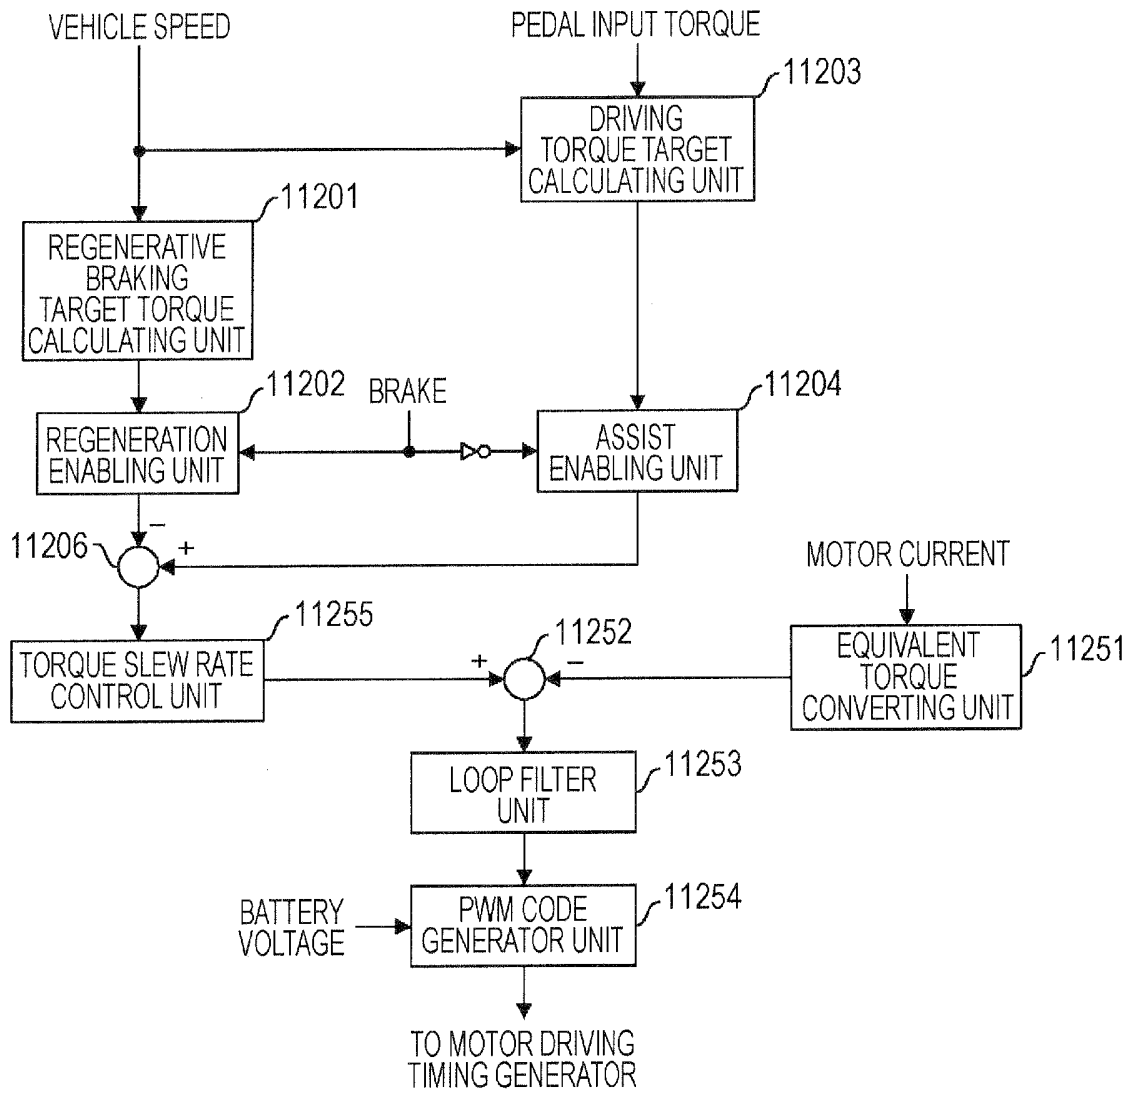 VEHICLE SPEED
PEDAL INPUT TORQUE
11203
DRIVING
TORQUE TARGET
CALCULATING UNIT
11201
REGENERATIVE
BRAKING
TARGET TORQUE
CALCULATING UNIT
11202
BRAKE
11204
REGENERATION
ENABLING UNIT
ASSIST
ENABLING UNIT
−
11206
+
MOTOR CURRENT
11255
TORQUE SLEW RATE
CONTROL UNIT
11252
+
−
EQUIVALENT
TORQUE
CONVERTING UNIT
11251
LOOP FILTER
UNIT
11253
BATTERY
VOLTAGE
PWM CODE
GENERATOR UNIT
11254
TO MOTOR DRIVING
TIMING GENERATOR